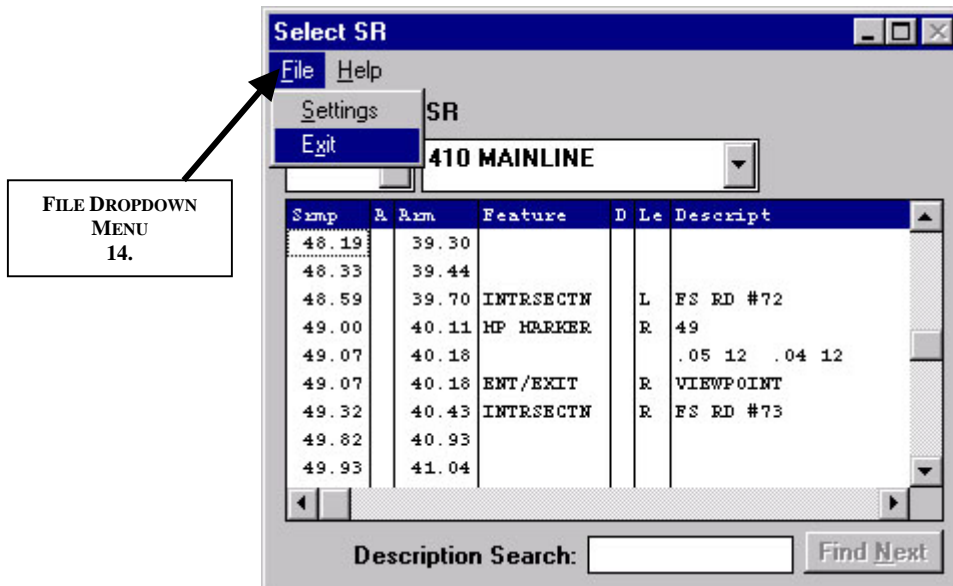 Select SR
File Help
Settings
SR
Exit
410 MAINLINE
FILE DROPDOWN
MENU
14.
Srmp A Arm Feature D Le Descript
48.19 39.30
48.33 39.44
48.59 39.70 INTRSECTN L FS RD #72
49.00 40.11 MP MARKER R 49
49.07 40.18 .05 12 .04 12
49.07 40.18 ENT/EXIT R VIEWPOINT
49.32 40.43 INTRSECTN R FS RD #73
49.82 40.93
49.93 41.04
Description Search:
Find Next